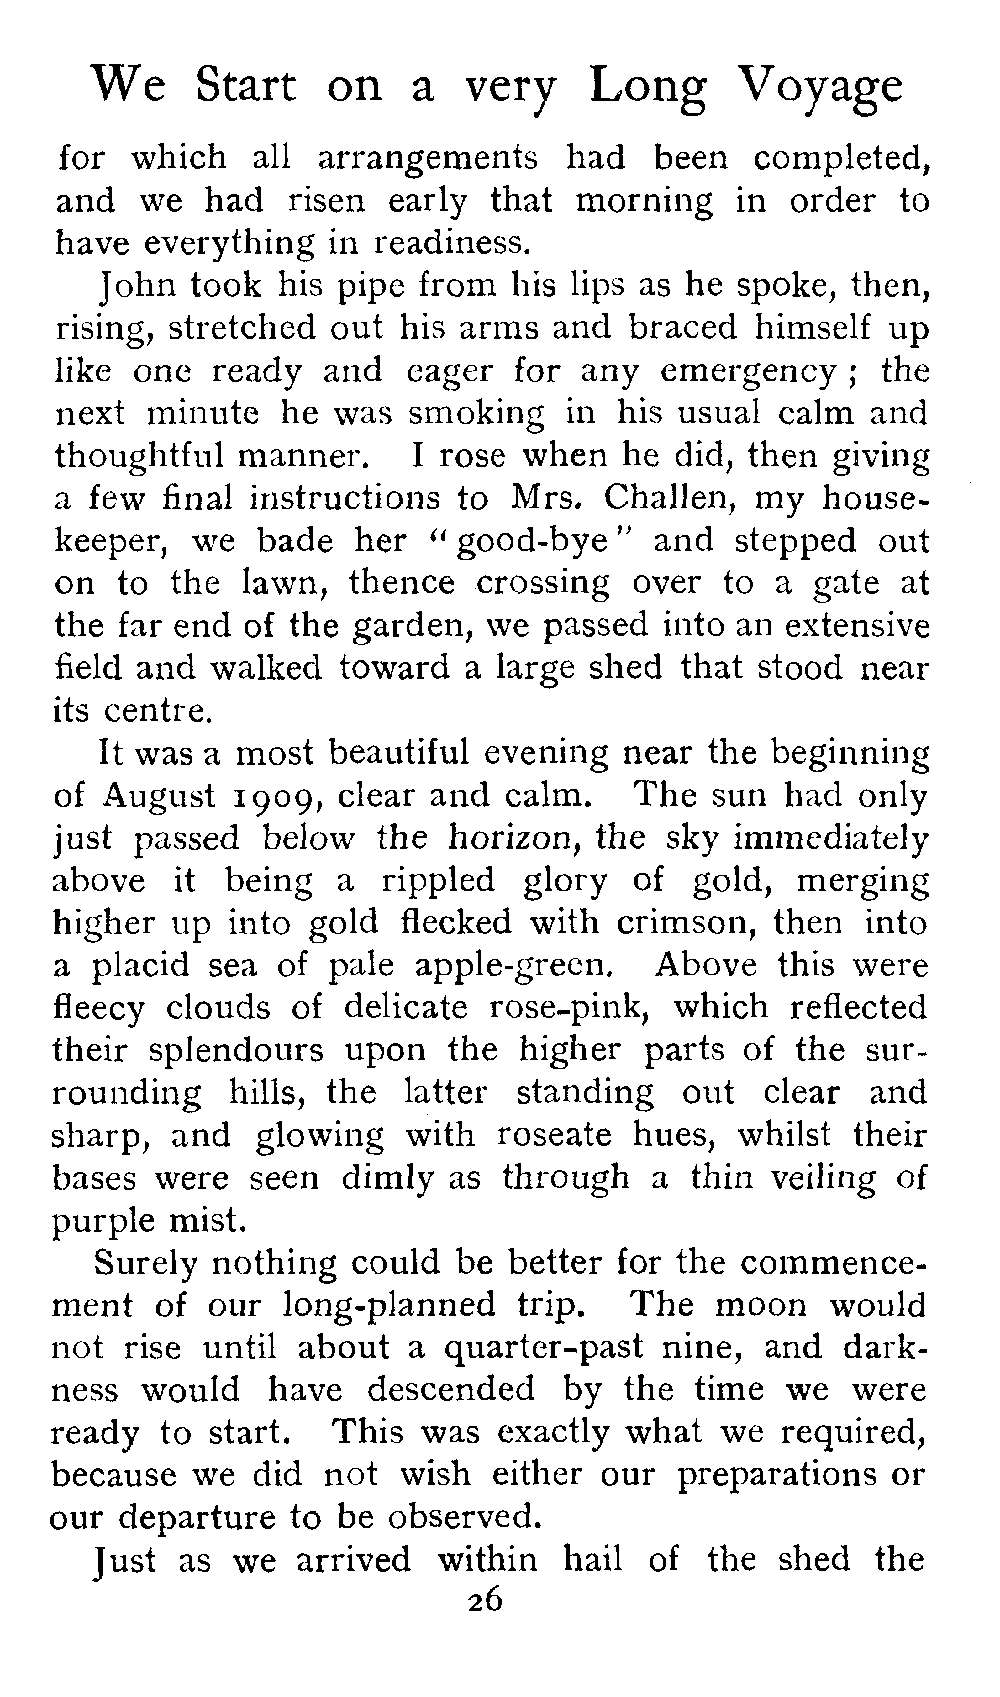 We Start on a very Long Voyage
for which all arrangements had been completed,
and we had risen early that morning in order to
have everything in readiness.
John took his pipe from his lips as he spoke, then,
rising, stretched out his arms and braced himself up
like one ready and eager for any emergency ; the
next minute he was smoking in his usual calm and
thoughtful manner. I rose when he did, then giving
a few final instructions to Mrs. Challen, my house-
keeper, we bade her “good-bye” and stepped out
on to the lawn, thence crossing over to a gate at
the far end of the garden, we passed into an extensive
field and walked toward a large shed that stood near
its centre.
It was a most beautiful evening near the beginning
of August 1909, clear and calm. The sun had only
just passed below the horizon, the sky immediately
above it being a rippled glory of gold, merging
higher up into gold flecked with crimson, then into
a placid sea of pale apple-green. Above this were
fleecy clouds of delicate rose-pink, which reflected
their splendours upon the higher parts of the sur-
rounding hills, the latter standing out clear and
sharp, and glowing with roseate hues, whilst their
bases were seen dimly as through a thin veiling of
purple mist.
Surely nothing could be better for the commence-
ment of our long-planned trip. The moon would
not rise until about a quarter-past nine, and dark-
ness would have descended by the time we were
ready to start. This was exactly what we required,
because we did not wish either our preparations or
our departure to be observed.
Just as we arrived within hail of the shed the
26